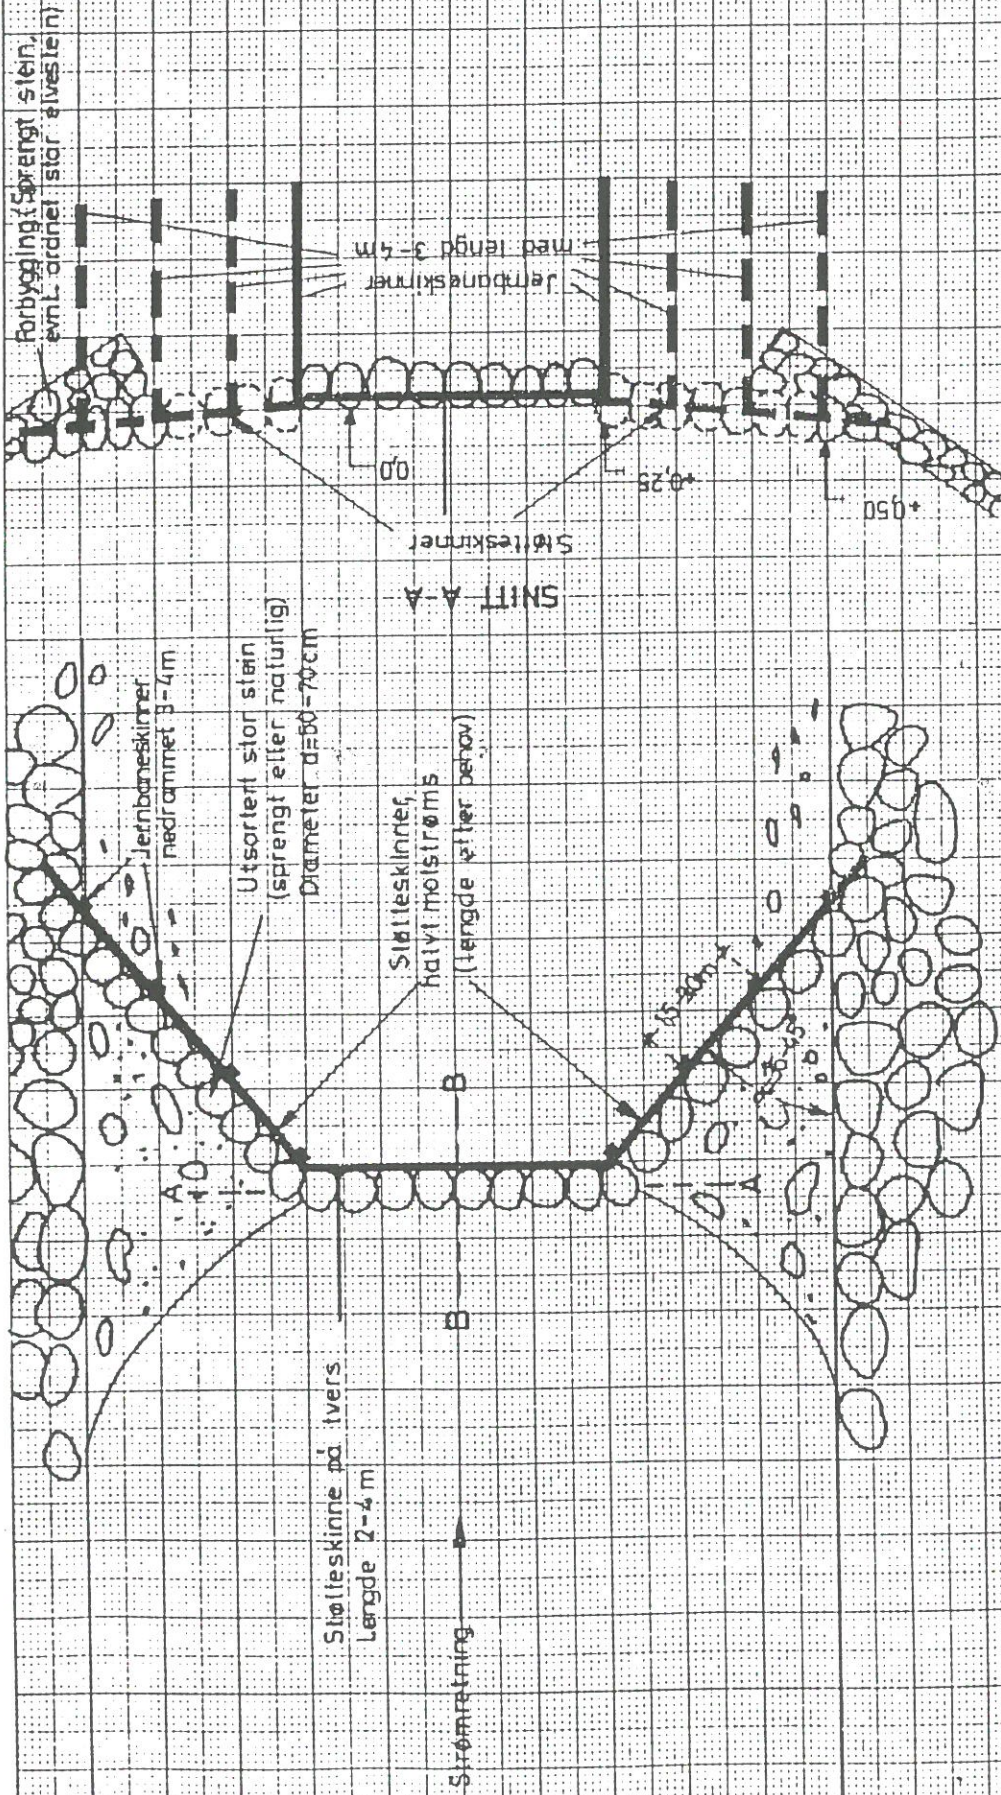 Forbygging (Sprengt stein,
evnt. ordnet stor elvestein)
Jernbaneskinner
med lengd 3-4m
0,0
+0,25
+0,50
Støtteskinner
SNITT A-A
Jernbaneskinner
nedrammet 3-4m
Utsortert stor stein
(sprengt eller naturlig)
Diameter d=50-70cm
Støtteskinner,
halvt motstrøms
(lengde etter behov)
A
A
B
B
Støtteskinne på tvers
Lengde 2-4m
Strømretning